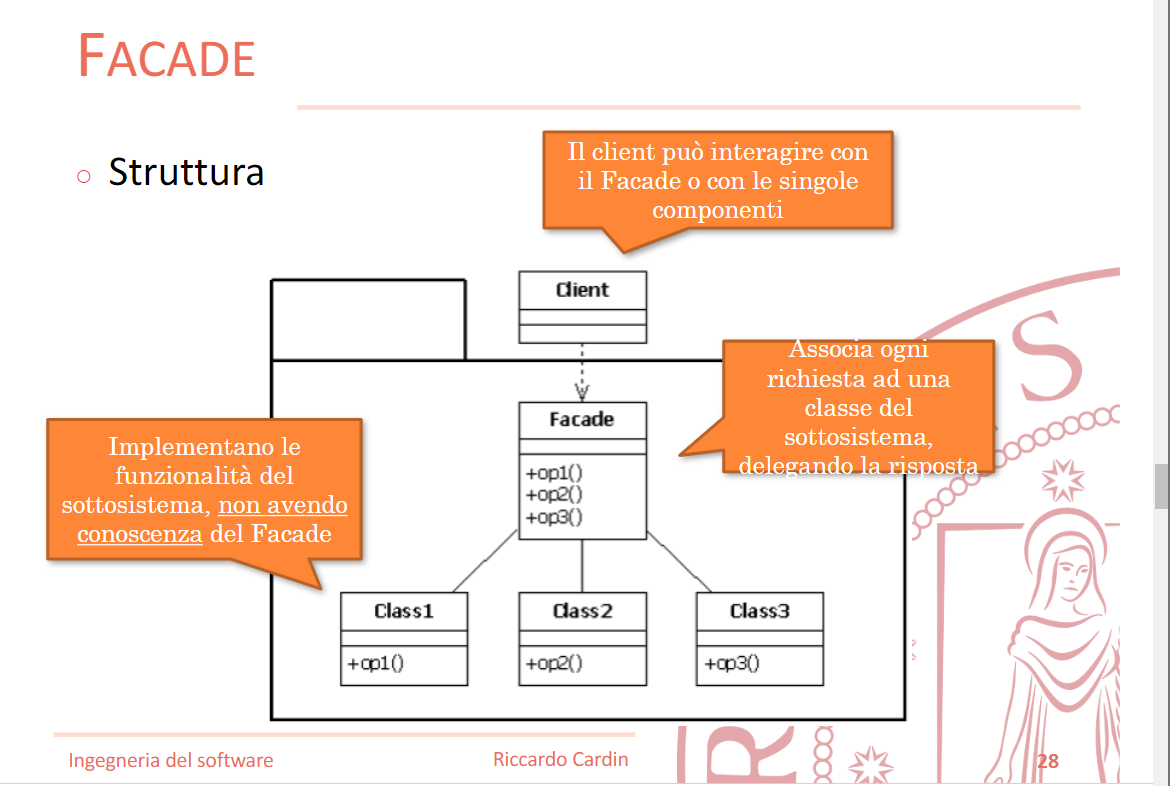 FACADE
Struttura
Il client può interagire con
il Facade o con le singole
componenti
Client
Associa ogni
richiesta ad una
classe del
sottosistema,
delegando la risposta
Facade
+op1()
+op2()
+op3()
Implementano le
funzionalità del
sottosistema, non avendo
conoscenza del Facade
Class1
+op1()
Class2
+op2()
Class3
+op3()
S
R
Ingegneria del software
Riccardo Cardin
28